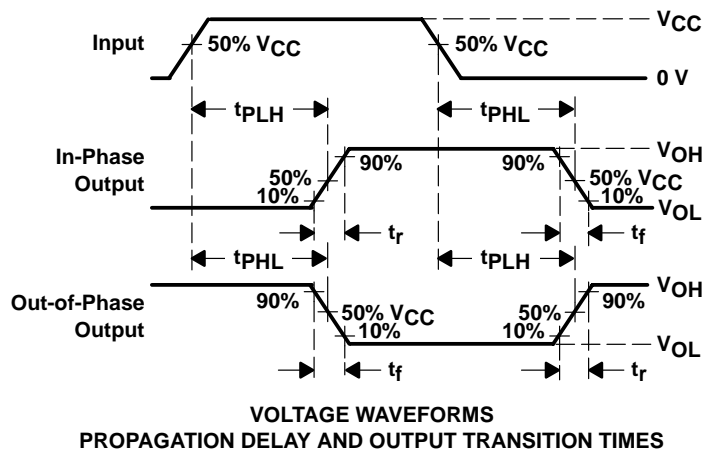 VCC
Input
50% VCC
50% VCC
0 V
tPLH
tPHL
In-Phase
Output
90%
90%
VOH
50%
50% VCC
10%
10%
VOL
tr
tf
tPHL
tPLH
Out-of-Phase
Output
90%
90%
VOH
50% VCC
50%
10%
10%
VOL
tf
tr
VOLTAGE WAVEFORMS
PROPAGATION DELAY AND OUTPUT TRANSITION TIMES